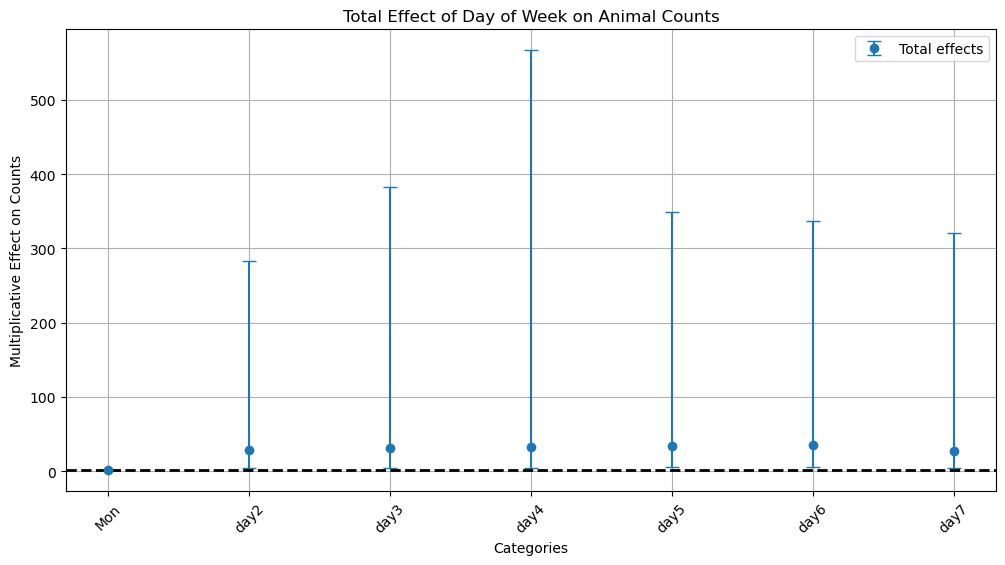 Total Effect of Day of Week on Animal Counts
Total effects
Multiplicative Effect on Counts
500
400
300
200
100
0
Mon
day2
day3
day4
day5
day6
day7
Categories